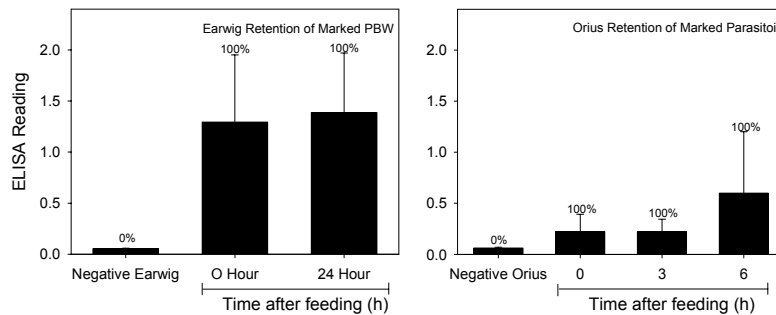 Earwig Retention of Marked PBW
ELISA Reading
2.0
1.5
1.0
0.5
0.0
0%
100%
100%
Negative Earwig
O Hour
24 Hour
Time after feeding (h)
Orius Retention of Marked Parasitoi
2.0
1.5
1.0
0.5
0.0
0%
100%
100%
100%
Negative Orius
0
3
6
Time after feeding (h)